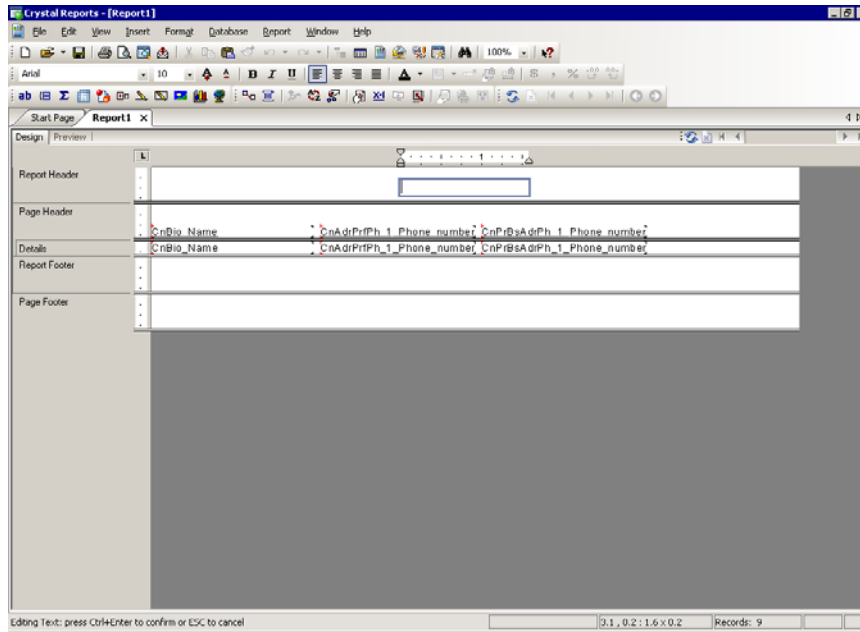 Crystal Reports - [Report1]
File Edit View Insert Format Database Report Window Help
100%
Arial 10 B I U
ab
Start Page Report1 X
Design Preview
Report Header
Page Header
CnBio_Name CnAdrPrfPh_1_Phone_number CnPrBsAdrPh_1_Phone_number
Details CnBio_Name CnAdrPrfPh_1_Phone_number CnPrBsAdrPh_1_Phone_number
Report Footer
Page Footer
Editing Text: press Ctrl+Enter to confirm or ESC to cancel 3.1 , 0.2 : 1.6 x 0.2 Records: 9